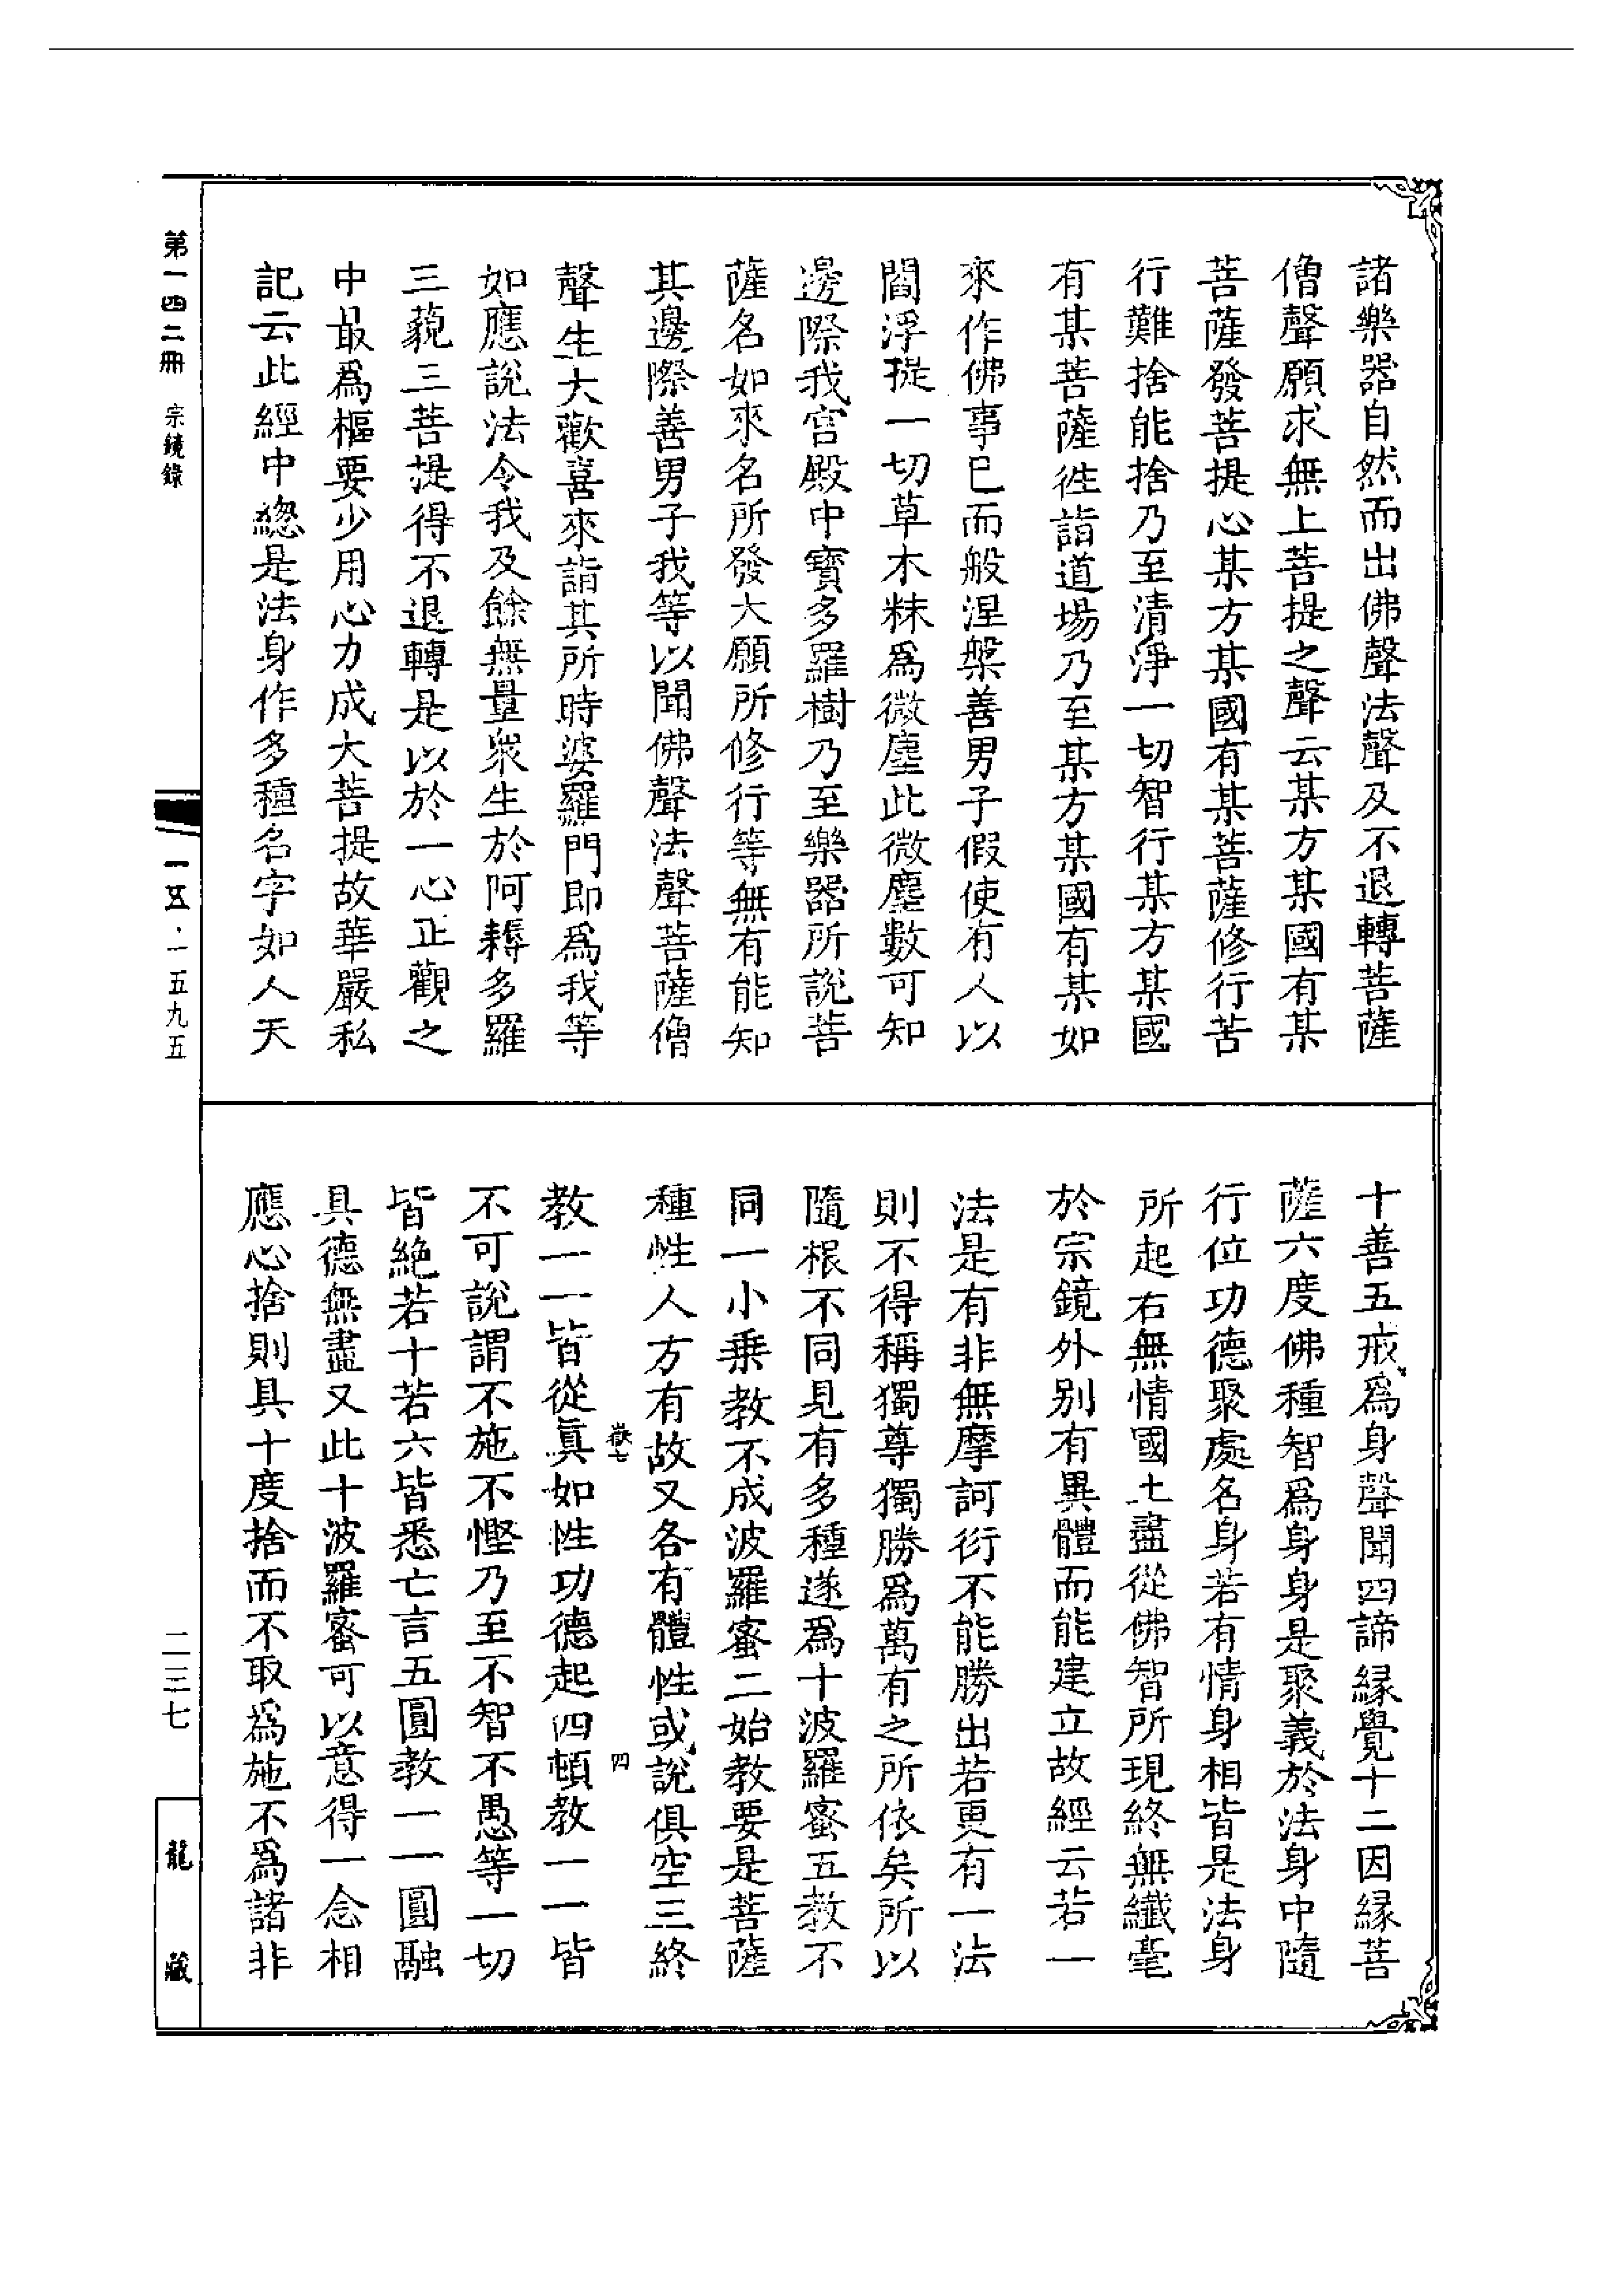 諸樂器自然而出佛聲法聲及不退轉菩薩
僧聲願求無上菩提之聲云某方某國有某
菩薩發菩提心某方某國有某菩薩修行苦
行難捨能捨乃至清淨一切智行某方某國
有某菩薩徃詣道場乃至某方某國有某如
來作佛事已而般涅槃善男子假使有人以
閻浮提一切草木粖爲微塵此微塵數可知
邊際我宮殿中寶多羅樹乃至樂器所說菩
薩名如來名所發大願所修行等無有能知
其邊際善男子我等以聞佛聲法聲菩薩僧
聲生大歡喜來詣其所時婆羅門即爲我等
如應說法令我及餘無量衆生於阿耨多羅
三藐三菩提得不退轉是以於一心正觀之
中最爲樞要少用心力成大菩提故華嚴私
記云此經中緫是法身作多種名字如人天
十善五戒爲身聲聞四諦緣覺十二因緣菩
薩六度佛種智爲身身是聚義於法身中隨
行位功德聚處名身若有情身相皆是法身
所起右無情國土盡從佛智所現終無纖毫
於宗鏡外别有異體而能建立故經云若一
法是有非無摩訶衍不能勝出若更有一法
則不得稱獨尊獨勝爲萬有之所依矣所以
隨根不同見有多種遂爲十波羅蜜五教不
同一小乗教不成波羅蜜二始教要是菩薩
種性人方有故又各有體性或說俱空三終
教一一皆從眞如性功德起四頓教一一皆
不可說謂不施不慳乃至不智不愚等一切
皆絕若十若六皆悉亡言五圓教一一圓融
具德無盡又此十波羅蜜可以意得一念相
應心捨則具十度捨而不取爲施不爲諸非
四
第一四二冊 宗鏡錄
一五·一五九五
二三七
龍藏